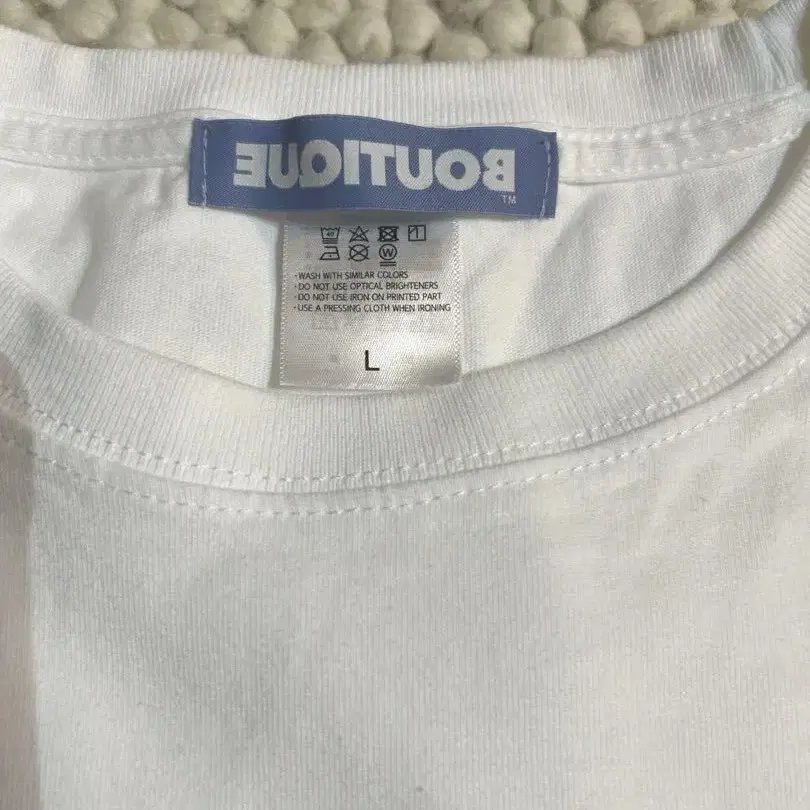 BOUTIQUE
TM
40
W
· WASH WITH SIMILAR COLORS
· DO NOT USE OPTICAL BRIGHTENERS
· DO NOT USE IRON ON PRINTED PART
· USE A PRESSING CLOTH WHEN IRONING
L